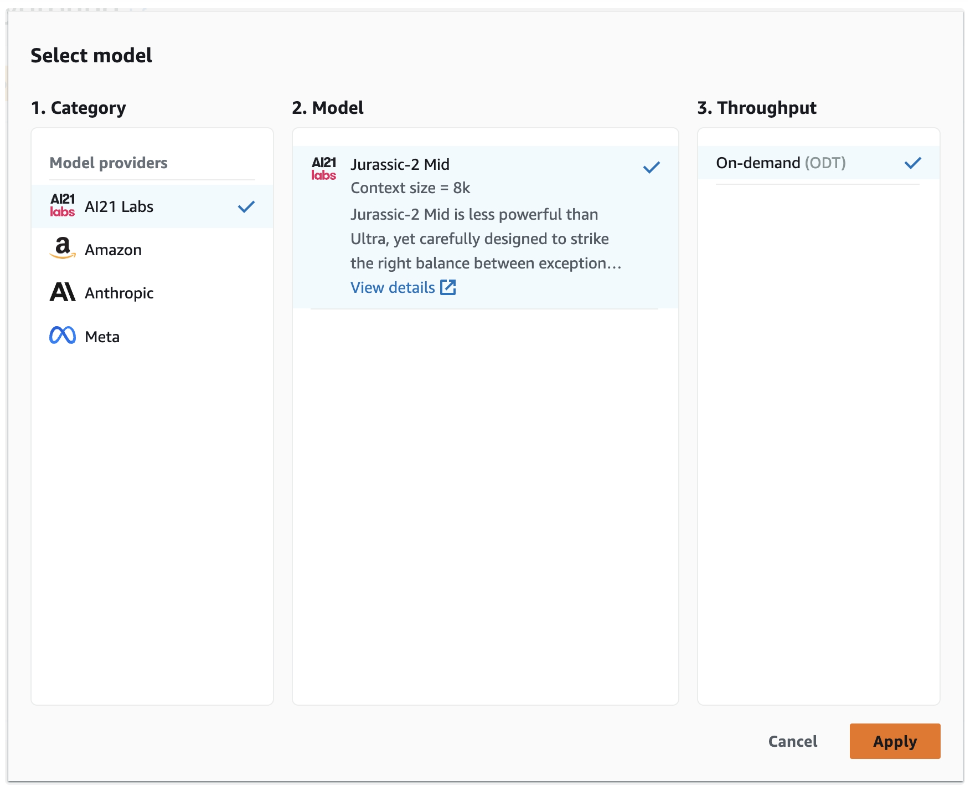 Select model
1. Category
Model providers
AI21 labs AI21 Labs
a Amazon
A\ Anthropic
Meta
2. Model
AI21 labs Jurassic-2 Mid
Context size = 8k
Jurassic-2 Mid is less powerful than
Ultra, yet carefully designed to strike
the right balance between exception…
View details
3. Throughput
On-demand (ODT)
Cancel
Apply